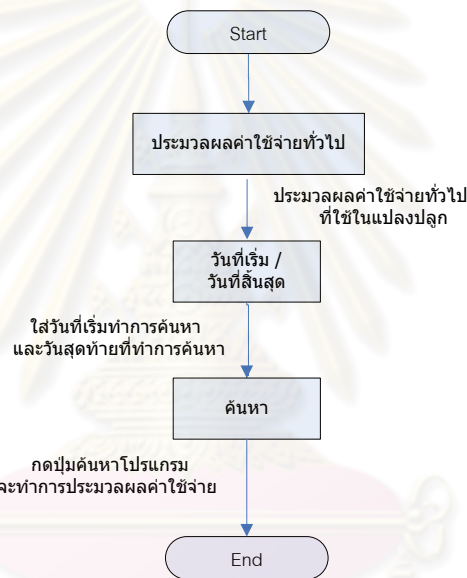 Start
ประมวลผลค่าใช้จ่ายทั่วไป
ประมวลผลค่าใช้จ่ายทั่วไป
ที่ใช้ในแปลงปลูก
วันที่เริ่ม /
วันที่สิ้นสุด
ใส่วันที่เริ่มทำการค้นหา
และวันสุดท้ายที่ทำการค้นหา
ค้นหา
กดปุ่มค้นหาโปรแกรม
จะทำการประมวลผลค่าใช้จ่าย
End